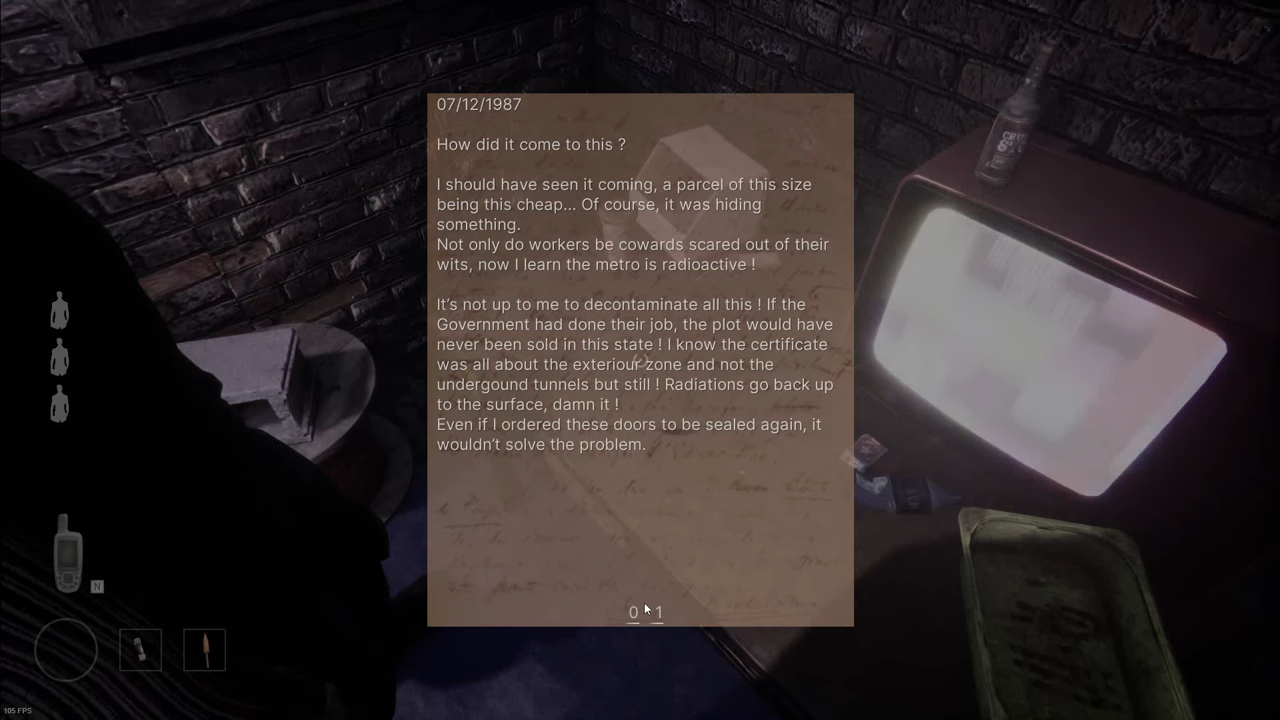 07/12/1987
How did it come to this ?
I should have seen it coming, a parcel of this size
being this cheap... Of course, it was hiding
something.
Not only do workers be cowards scared out of their
wits, now I learn the metro is radioactive !
It's not up to me to decontaminate all this ! If the
Government had done their job, the plot would have
never been sold in this state ! I know the certificate
was all about the exteriour zone and not the
undergound tunnels but still ! Radiations go back up
to the surface, damn it !
Even if I ordered these doors to be sealed again, it
wouldn't solve the problem.
0 1
N
105 FPS